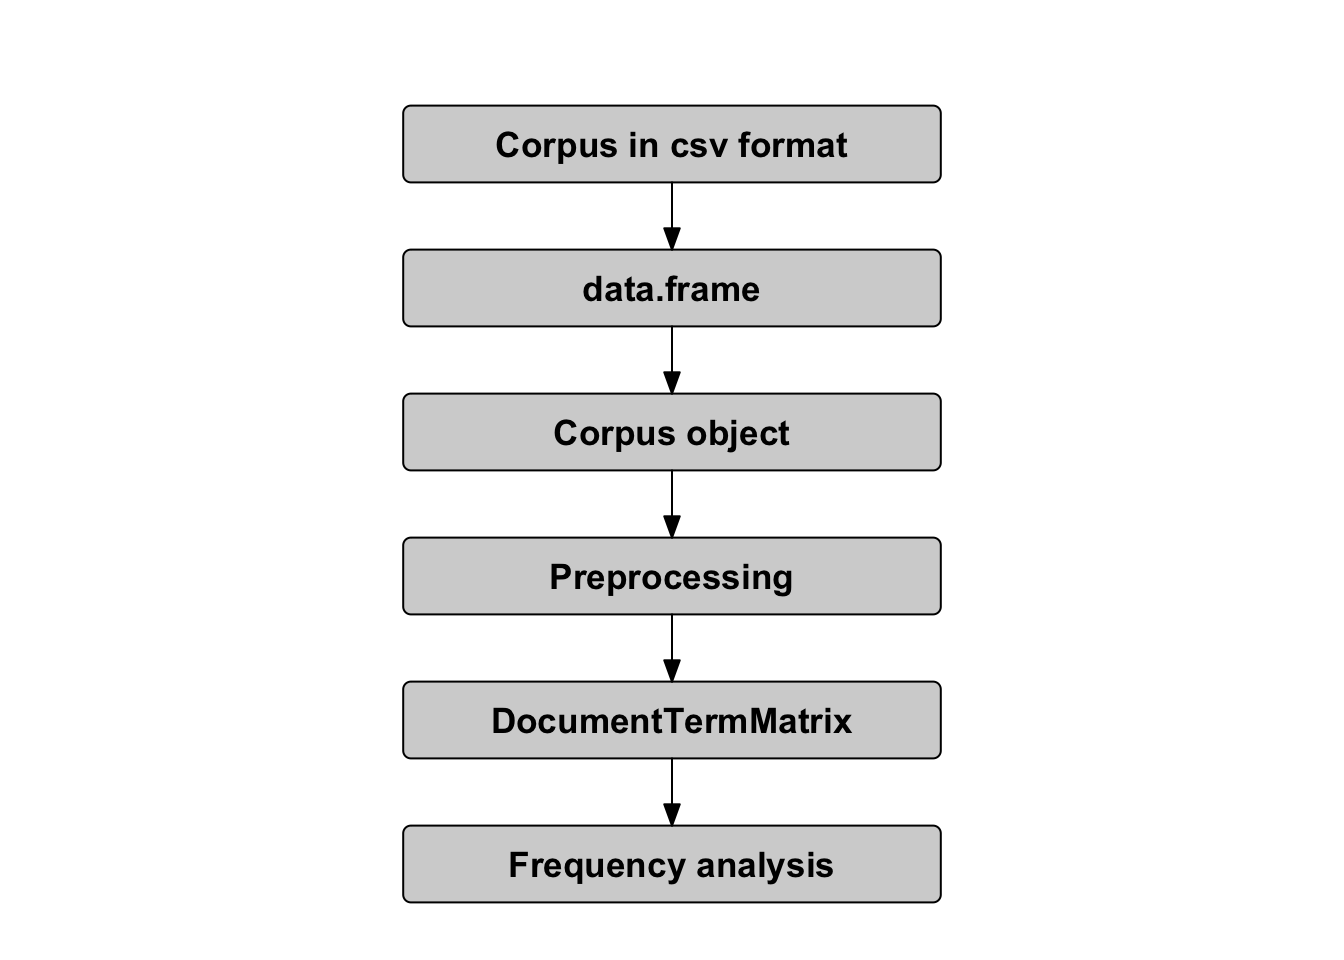 Corpus in csv format
data.frame
Corpus object
Preprocessing
DocumentTermMatrix
Frequency analysis